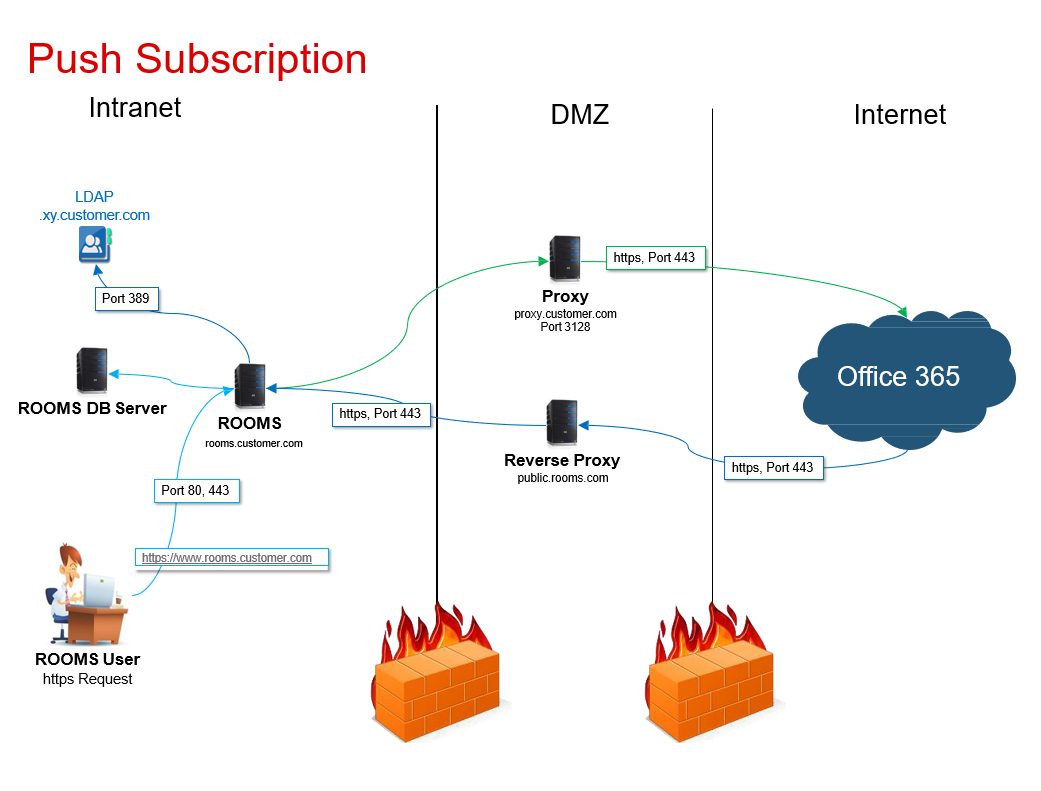 Push Subscription
Intranet
DMZ
Internet
LDAP
.xy.customer.com
Port 389
https, Port 443
Proxy
proxy.customer.com
Port 3128
Office 365
ROOMS DB Server
ROOMS
rooms.customer.com
https, Port 443
Reverse Proxy
public.rooms.com
https, Port 443
Port 80, 443
https://www.rooms.customer.com
ROOMS User
https Request